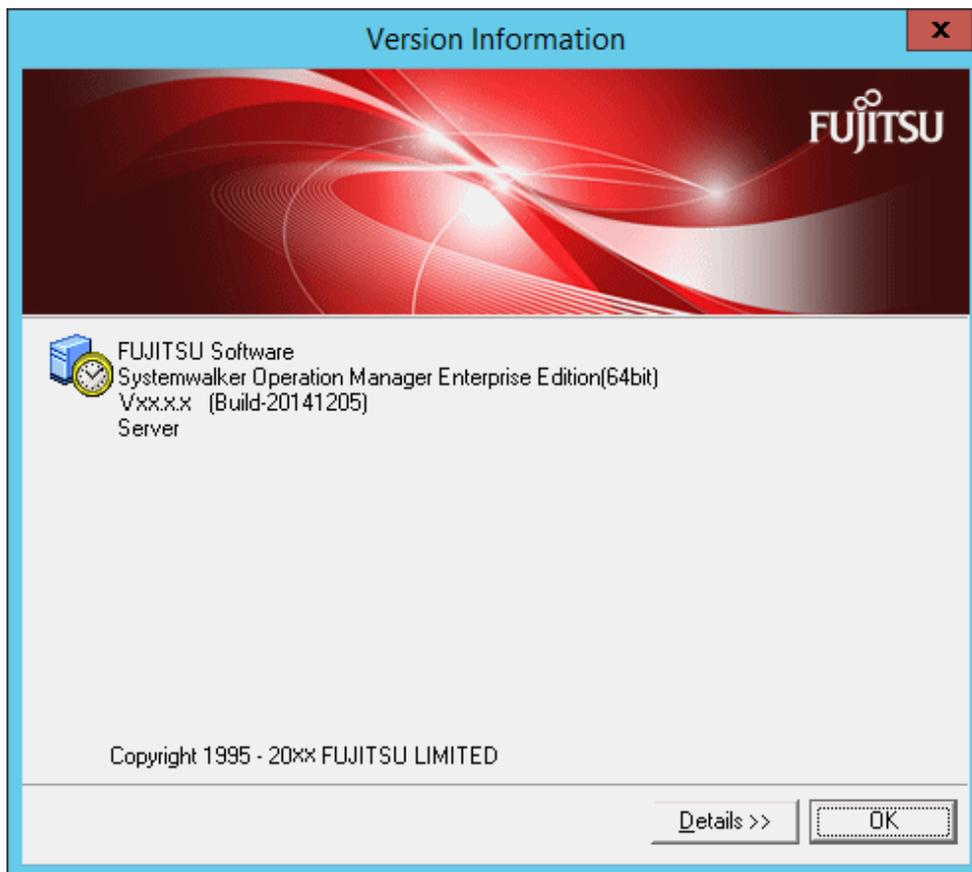 Version Information
x
FUJITSU
FUJITSU Software
Systemwalker Operation Manager Enterprise Edition(64bit)
Vxx.x.x (Build-20141205)
Server
Copyright 1995 - 20xx FUJITSU LIMITED
Details >>
OK